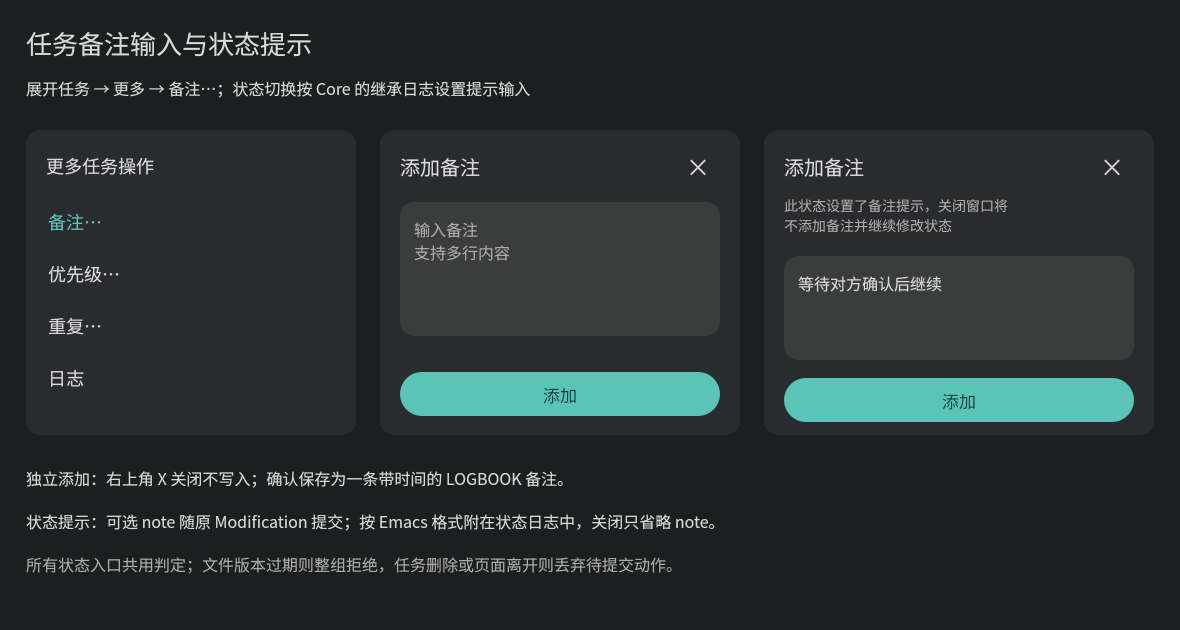 任务备注输入与状态提示
展开任务 → 更多 → 备注…；状态切换按 Core 的继承日志设置提示输入
更多任务操作
备注…
优先级…
重复…
日志
添加备注
输入备注
支持多行内容
添加
添加备注
此状态设置了备注提示，关闭窗口将
不添加备注并继续修改状态
等待对方确认后继续
添加
独立添加：右上角 X 关闭不写入；确认保存为一条带时间的 LOGBOOK 备注。
状态提示：可选 note 随原 Modification 提交；按 Emacs 格式附在状态日志中，关闭只省略 note。
所有状态入口共用判定；文件版本过期则整组拒绝，任务删除或页面离开则丢弃待提交动作。